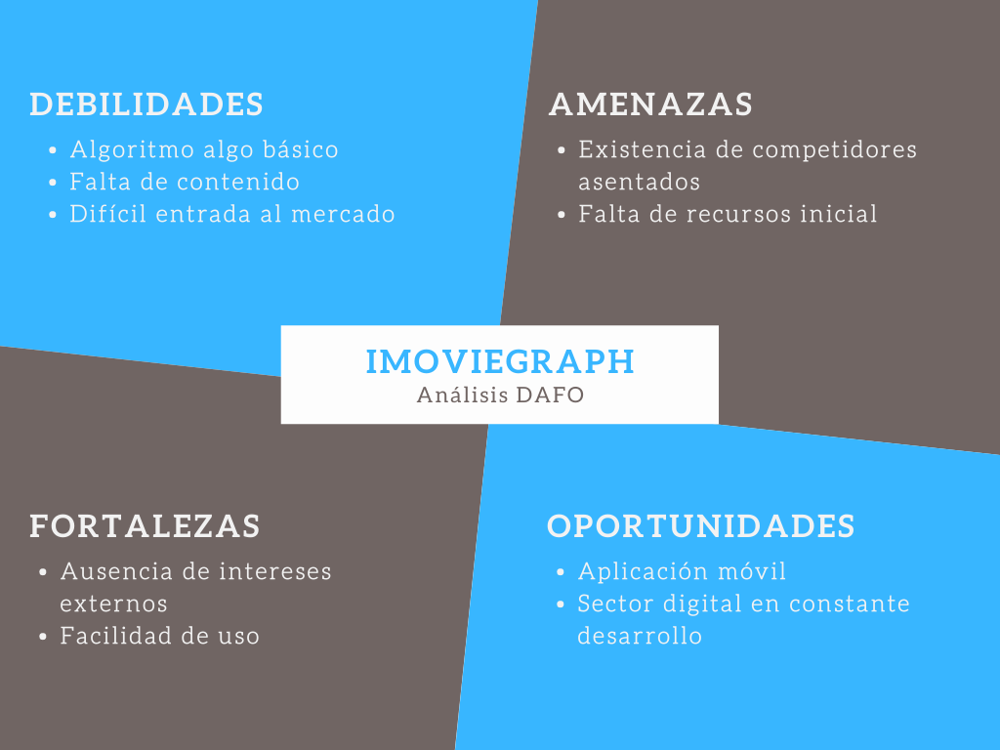 DEBILIDADES
• Algoritmo algo básico
• Falta de contenido
• Difícil entrada al mercado
AMENAZAS
• Existencia de competidores
asentados
• Falta de recursos inicial
IMOVIEGRAPH
Análisis DAFO
FORTALEZAS
• Ausencia de intereses
externos
• Facilidad de uso
OPORTUNIDADES
• Aplicación móvil
• Sector digital en constante
desarrollo